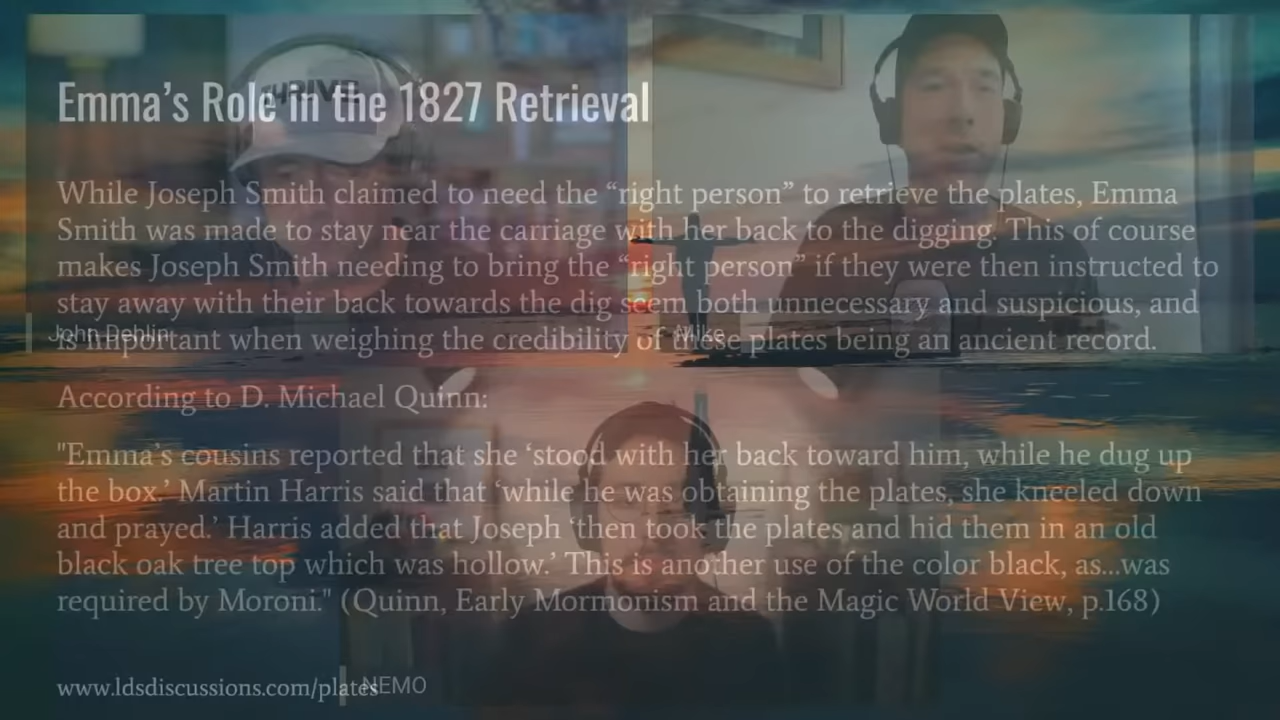 THRIVE
Emma's Role in the 1827 Retrieval
While Joseph Smith claimed to need the “right person” to retrieve the plates, Emma
Smith was made to stay near the carriage with her back to the digging. This of course
makes Joseph Smith needing to bring the “right person” if they were then instructed to
stay away with their back towards the dig seem both unnecessary and suspicious, and
is important when weighing the credibility of these plates being an ancient record.
John Dehlin
Mike
According to D. Michael Quinn:
"Emma's cousins reported that she ‘stood with her back toward him, while he dug up
the box.’ Martin Harris said that ‘while he was obtaining the plates, she kneeled down
and prayed.’ Harris added that Joseph ‘then took the plates and hid them in an old
black oak tree top which was hollow.’ This is another use of the color black, as...was
required by Moroni." (Quinn, Early Mormonism and the Magic World View, p.168)
www.ldsdiscussions.com/plates
NEMO